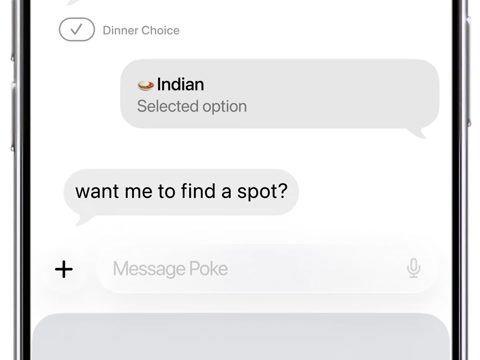 Dinner Choice
Indian
Selected option
want me to find a spot?
Message Poke